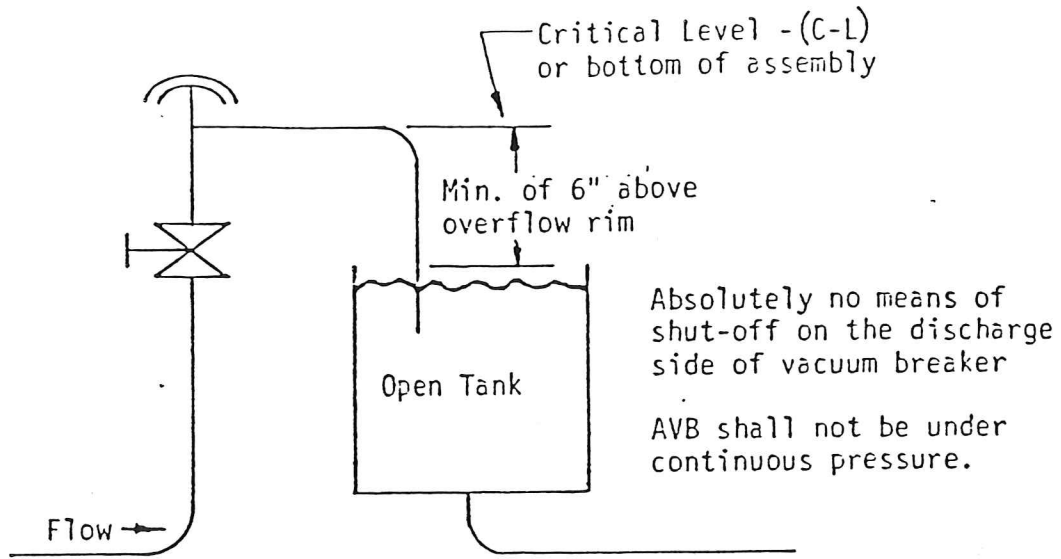 Critical Level - (C-L)
or bottom of assembly
Min. of 6" above
overflow rim
Absolutely no means of
shut-off on the discharge
side of vacuum breaker
Open Tank
AVB shall not be under
continuous pressure.
Flow